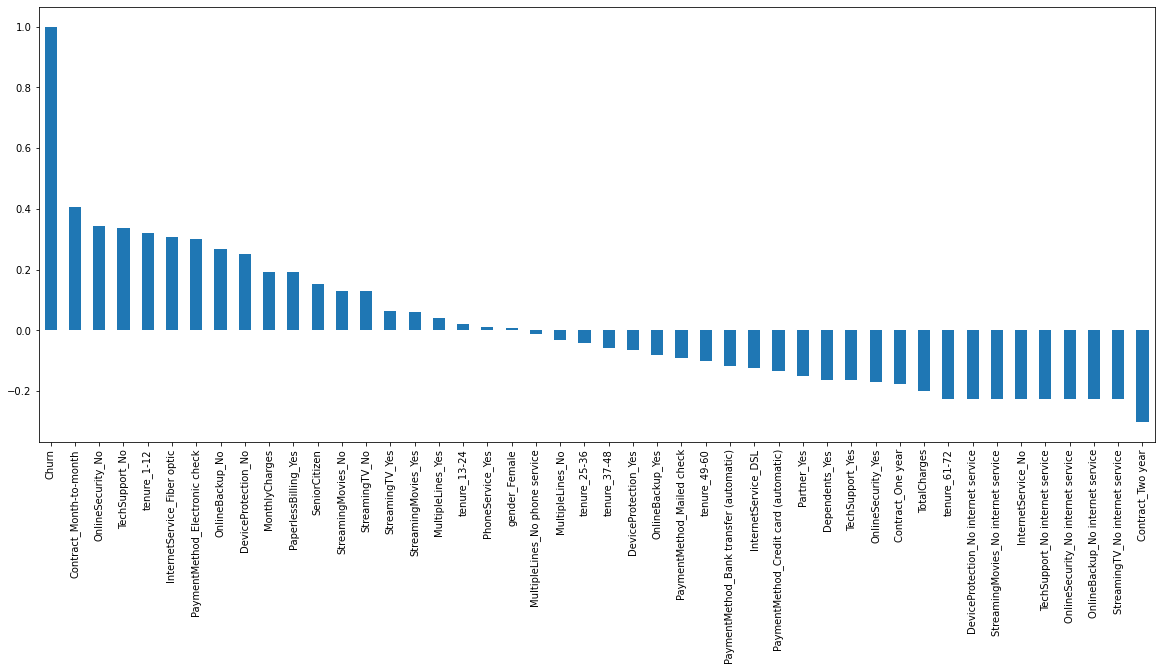 1.0
0.8
0.6
0.4
0.2
0.0
−0.2
Churn
Contract_Month-to-month
OnlineSecurity_No
TechSupport_No
tenure_1-12
InternetService_Fiber optic
PaymentMethod_Electronic check
OnlineBackup_No
DeviceProtection_No
MonthlyCharges
PaperlessBilling_Yes
SeniorCitizen
StreamingMovies_No
StreamingTV_No
StreamingTV_Yes
StreamingMovies_Yes
MultipleLines_Yes
tenure_13-24
PhoneService_Yes
gender_Female
MultipleLines_No phone service
MultipleLines_No
tenure_25-36
tenure_37-48
DeviceProtection_Yes
OnlineBackup_Yes
PaymentMethod_Mailed check
tenure_49-60
PaymentMethod_Bank transfer (automatic)
InternetService_DSL
PaymentMethod_Credit card (automatic)
Partner_Yes
Dependents_Yes
TechSupport_Yes
OnlineSecurity_Yes
Contract_One year
TotalCharges
tenure_61-72
DeviceProtection_No internet service
StreamingMovies_No internet service
InternetService_No
TechSupport_No internet service
OnlineSecurity_No internet service
OnlineBackup_No internet service
StreamingTV_No internet service
Contract_Two year